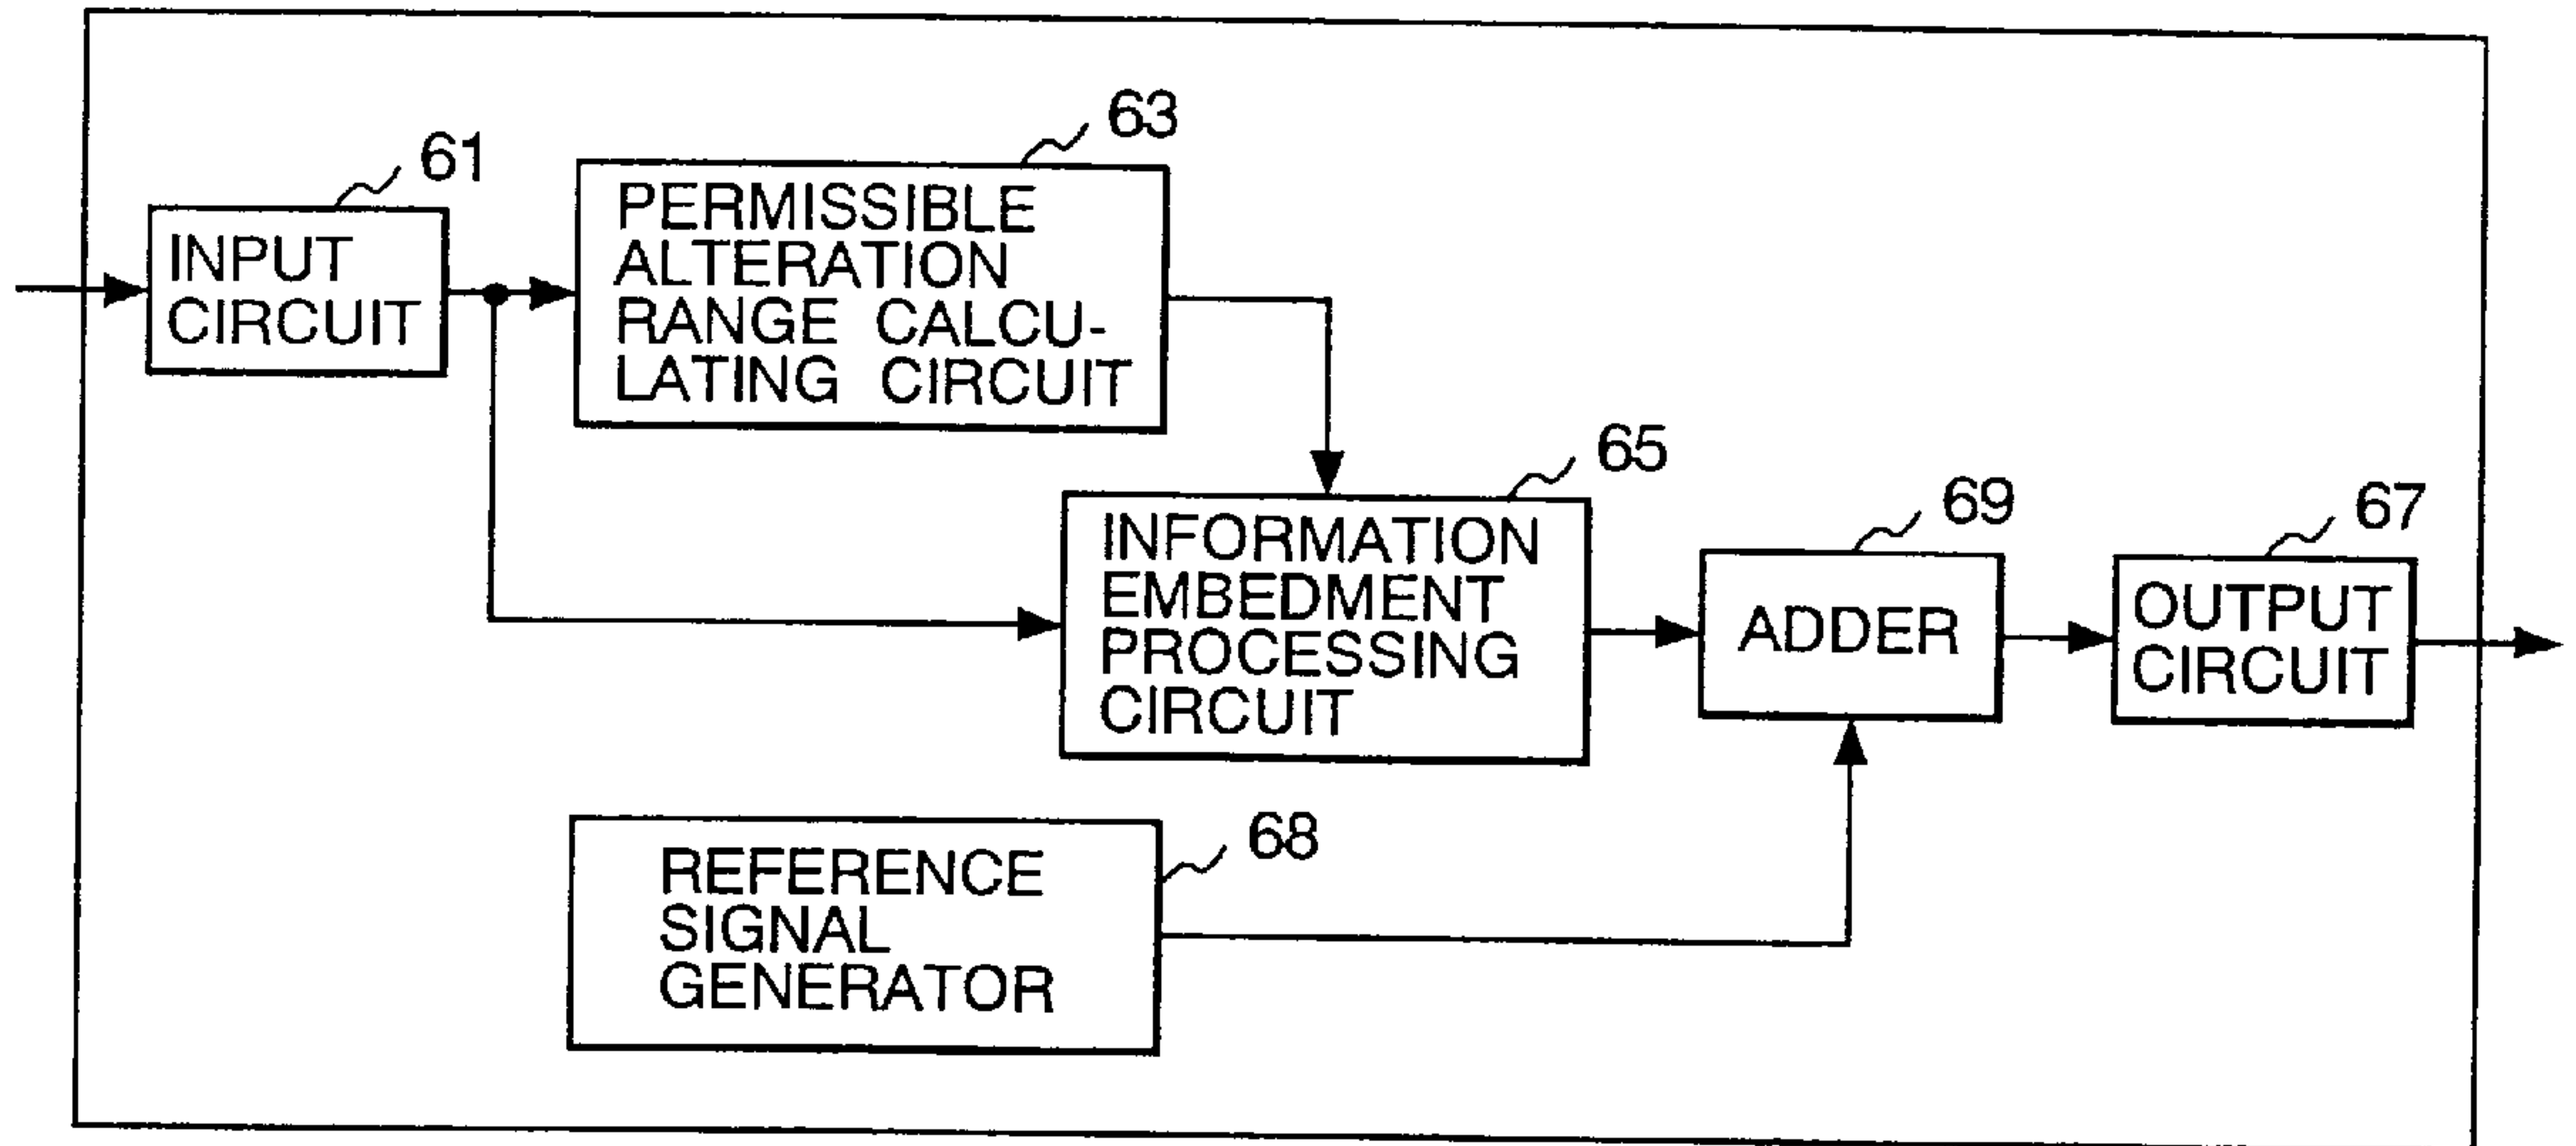 61
INPUT
CIRCUIT
63
PERMISSIBLE
ALTERATION
RANGE CALCU-
LATING CIRCUIT
65
INFORMATION
EMBEDMENT
PROCESSING
CIRCUIT
69
ADDER
67
OUTPUT
CIRCUIT
68
REFERENCE
SIGNAL
GENERATOR